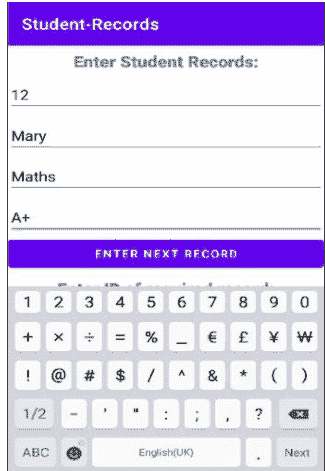 Student-Records
Enter Student Records:
12
Mary
Maths
A+
ENTER NEXT RECORD
1 2 3 4 5 6 7 8 9 0
+ × ÷ = % _ € £ ¥ ₩
! @ # $ / ^ & * ( )
1/2 - ' " : ; , ?
ABC English(UK) . Next